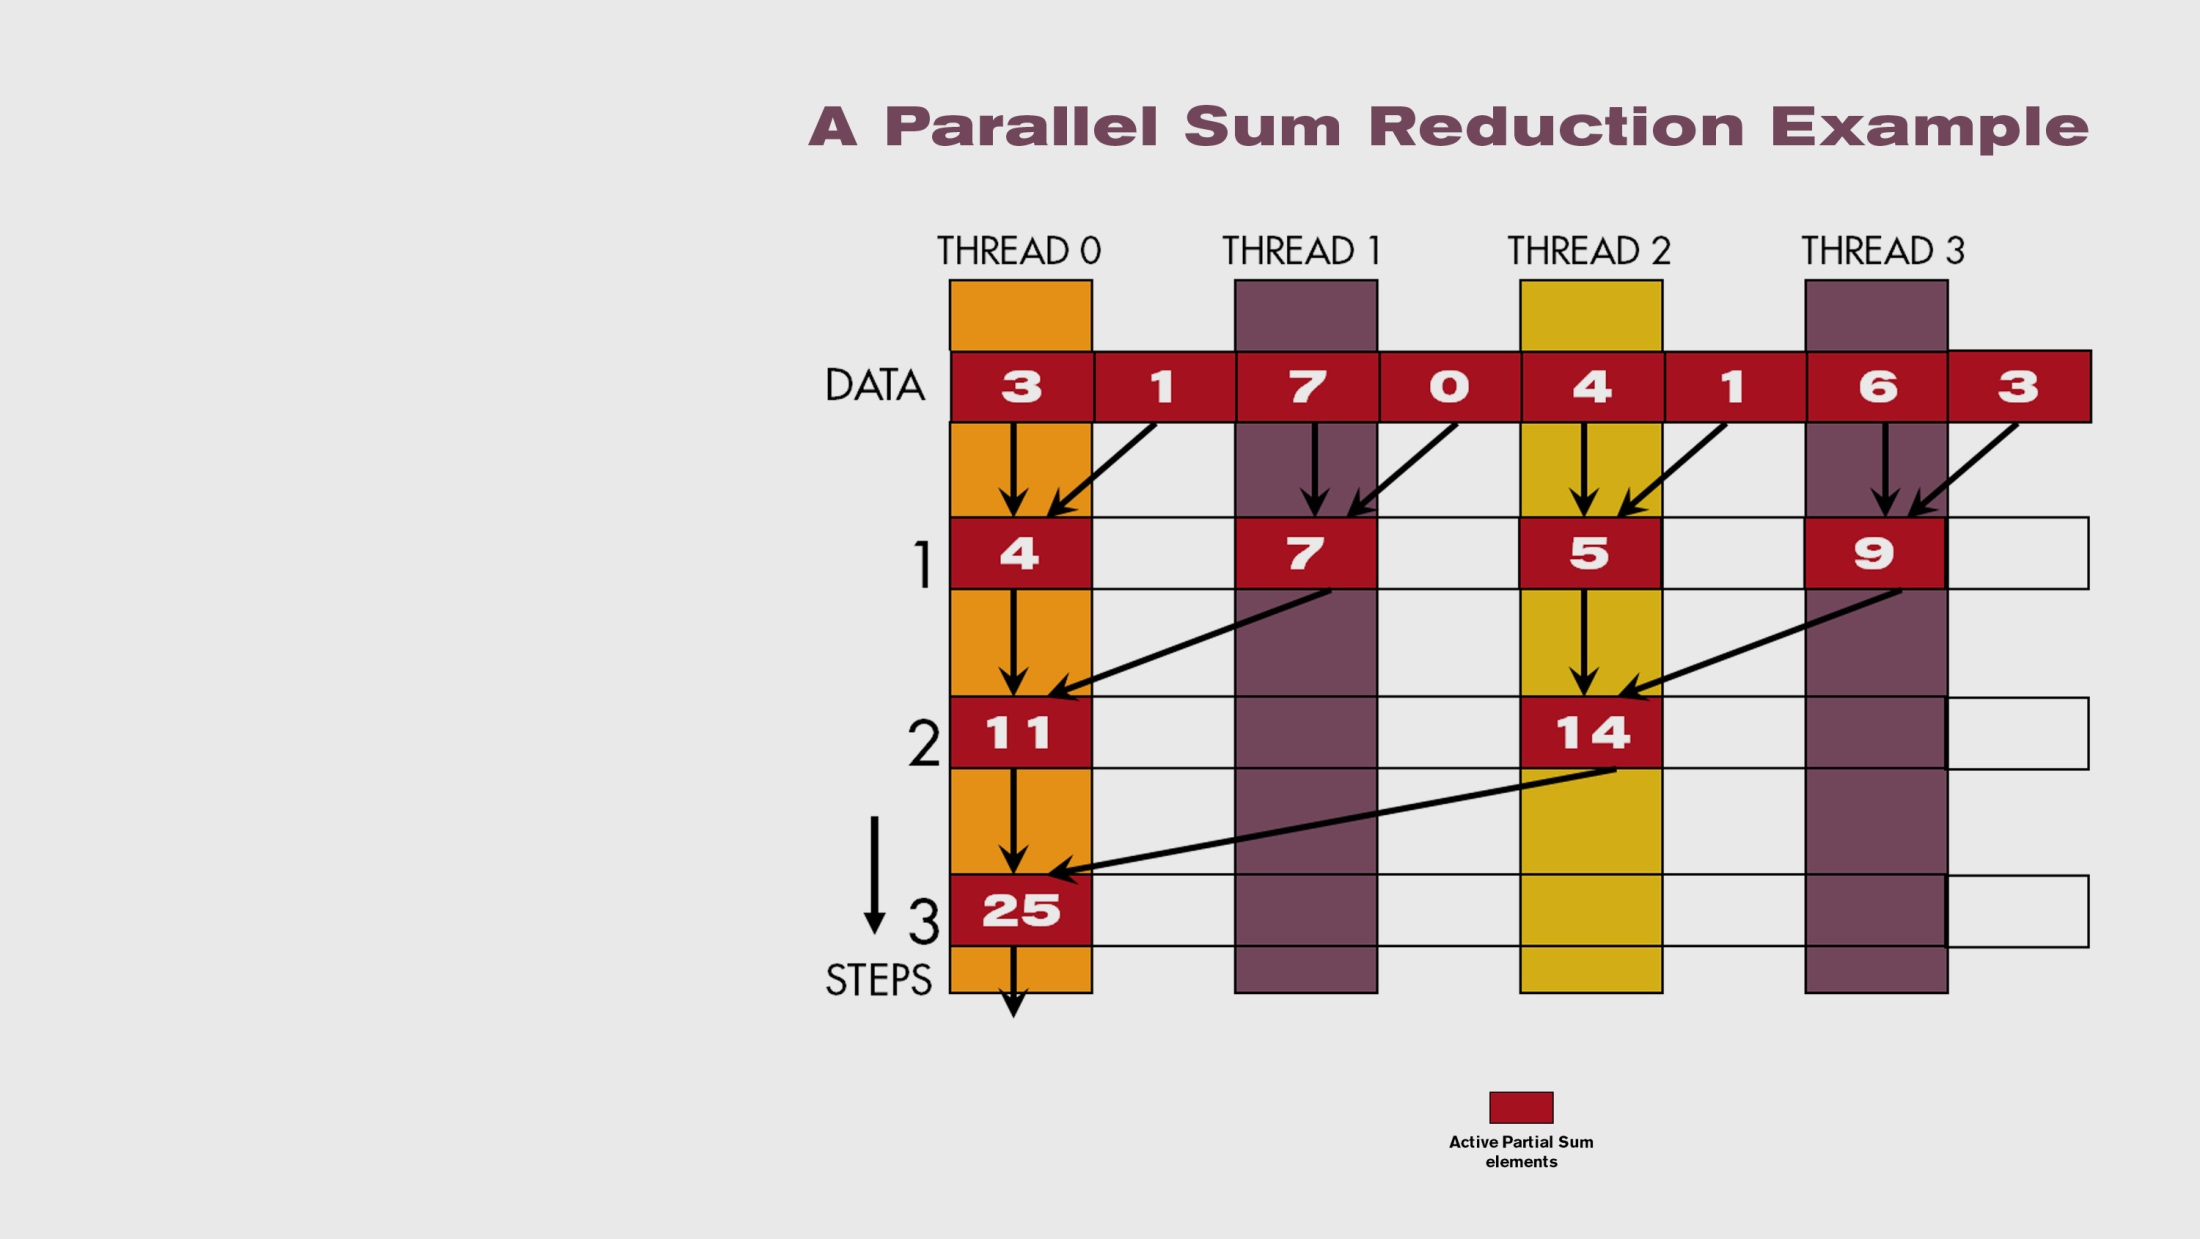 A Parallel Sum Reduction Example
THREAD 0 THREAD 1 THREAD 2 THREAD 3
DATA 3 1 7 0 4 1 6 3
1 4 7 5 9
2 11 14
3 25
STEPS
Active Partial Sum
elements